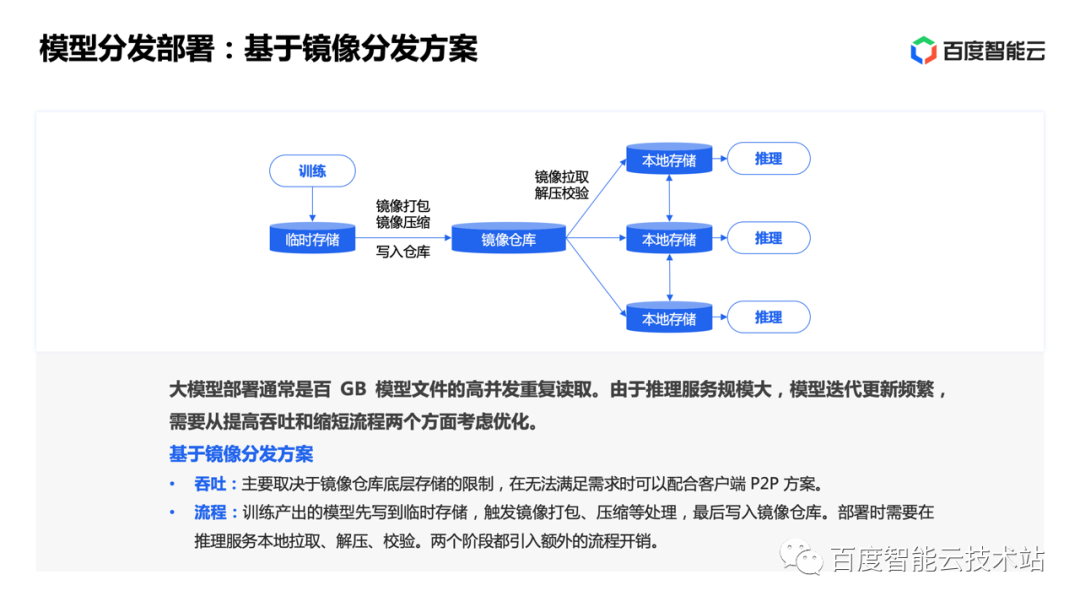 模型分发部署：基于镜像分发方案
百度智能云
训练
临时存储
镜像打包
镜像压缩
写入仓库
镜像仓库
镜像拉取
解压校验
本地存储
推理
本地存储
推理
本地存储
推理
大模型部署通常是百 GB 模型文件的高并发重复读取。由于推理服务规模大，模型迭代更新频繁，
需要从提高吞吐和缩短流程两个方面考虑优化。
基于镜像分发方案
• 吞吐：主要取决于镜像仓库底层存储的限制，在无法满足需求时可以配合客户端 P2P 方案。
• 流程：训练产出的模型先写到临时存储，触发镜像打包、压缩等处理，最后写入镜像仓库。部署时需要在
推理服务本地拉取、解压、校验。两个阶段都引入额外的流程开销。
百度智能云技术站